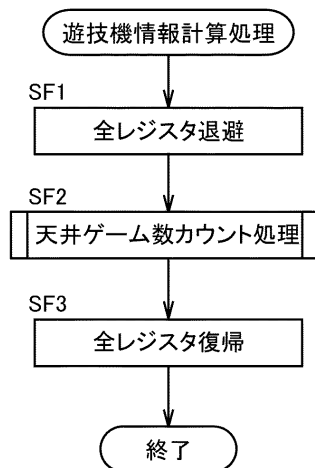 遊技機情報計算処理
SF1
全レジスタ退避
SF2
天井ゲーム数カウント処理
SF3
全レジスタ復帰
終了